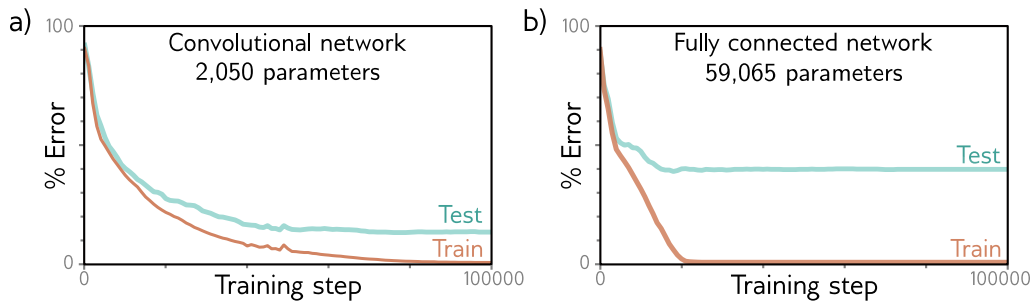 a)
100
Convolutional network
2,050 parameters
% Error
Test
Train
0
0
Training step
100000
b)
100
Fully connected network
59,065 parameters
% Error
Test
Train
0
0
Training step
100000